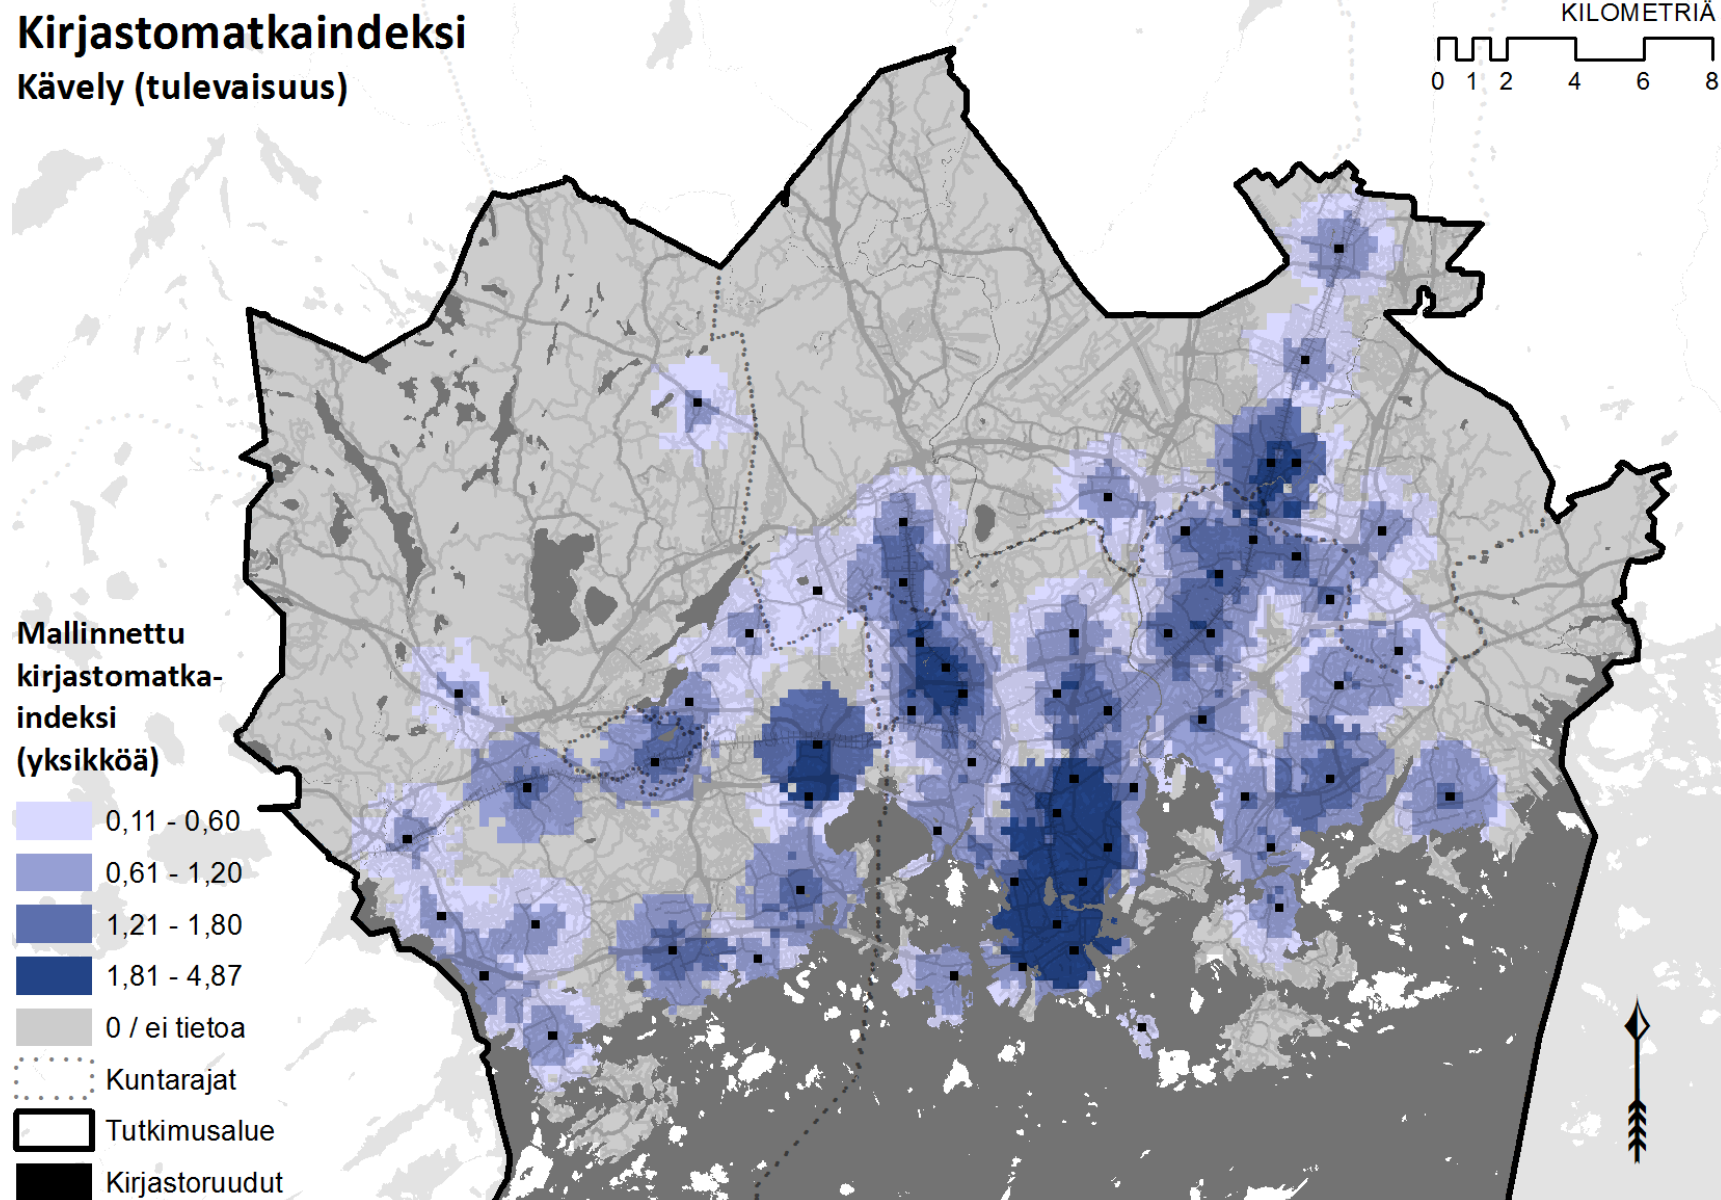 Kirjastomatkaindeksi
Kävely (tulevaisuus)
KILOMETRIÄ
0 1 2 4 6 8
Mallinnettu
kirjastomatka-
indeksi
(yksikköä)
0,11 - 0,60
0,61 - 1,20
1,21 - 1,80
1,81 - 4,87
0 / ei tietoa
Kuntarajat
Tutkimusalue
Kirjastoruudut